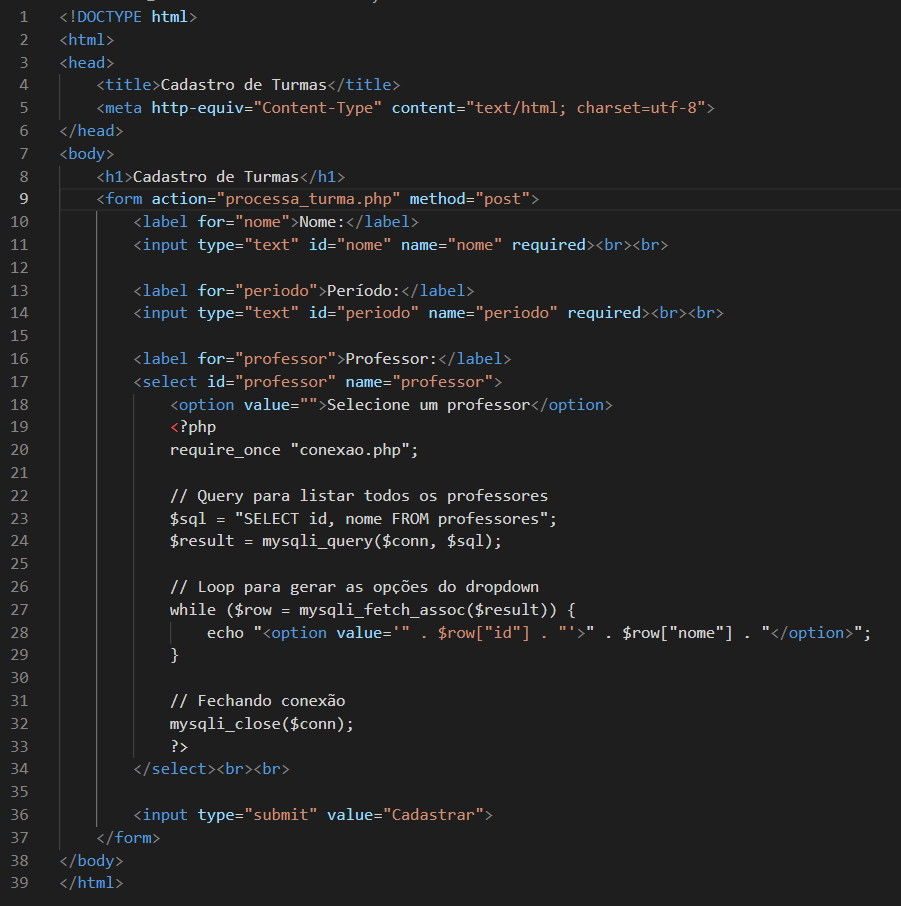 1 <!DOCTYPE html>
2 <html>
3 <head>
4     <title>Cadastro de Turmas</title>
5     <meta http-equiv="Content-Type" content="text/html; charset=utf-8">
6 </head>
7 <body>
8     <h1>Cadastro de Turmas</h1>
9     <form action="processa_turma.php" method="post">
10         <label for="nome">Nome:</label>
11         <input type="text" id="nome" name="nome" required><br><br>
12
13         <label for="periodo">Período:</label>
14         <input type="text" id="periodo" name="periodo" required><br><br>
15
16         <label for="professor">Professor:</label>
17         <select id="professor" name="professor">
18             <option value="">Selecione um professor</option>
19             <?php
20             require_once "conexao.php";
21
22             // Query para listar todos os professores
23             $sql = "SELECT id, nome FROM professores";
24             $result = mysqli_query($conn, $sql);
25
26             // Loop para gerar as opções do dropdown
27             while ($row = mysqli_fetch_assoc($result)) {
28                 echo "<option value='" . $row["id"] . "'>" . $row["nome"] . "</option>";
29             }
30
31             // Fechando conexão
32             mysqli_close($conn);
33             ?>
34         </select><br><br>
35
36         <input type="submit" value="Cadastrar">
37     </form>
38 </body>
39 </html>